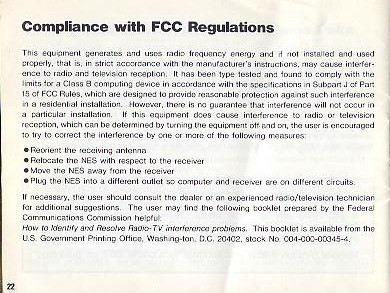 Compliance with FCC Regulations
This equipment generates and uses radio frequency energy and if not installed and used
properly, that is, in strict accordance with the manufacturer's instructions, may cause interfer-
ence to radio and television reception. It has been type tested and found to comply with the
limits for a Class B computing device in accordance with the specifications in Subpart J of Part
15 of FCC Rules, which are designed to provide reasonable protection against such interference
in a residential installation. However, there is no guarantee that interference will not occur in
a particular installation. If this equipment does cause interference to radio or television
reception, which can be determined by turning the equipment off and on, the user is encouraged
to try to correct the interference by one or more of the following measures:
● Reorient the receiving antenna
● Relocate the NES with respect to the receiver
● Move the NES away from the receiver
● Plug the NES into a different outlet so computer and receiver are on different circuits.
If necessary, the user should consult the dealer or an experienced radio/television technician
for additional suggestions. The user may find the following booklet prepared by the Federal
Communications Commission helpful:
How to Identify and Resolve Radio-TV interference problems. This booklet is available from the
U.S. Government Printing Office, Washing-ton, D.C. 20402, stock No. 004-000-00345-4.
22